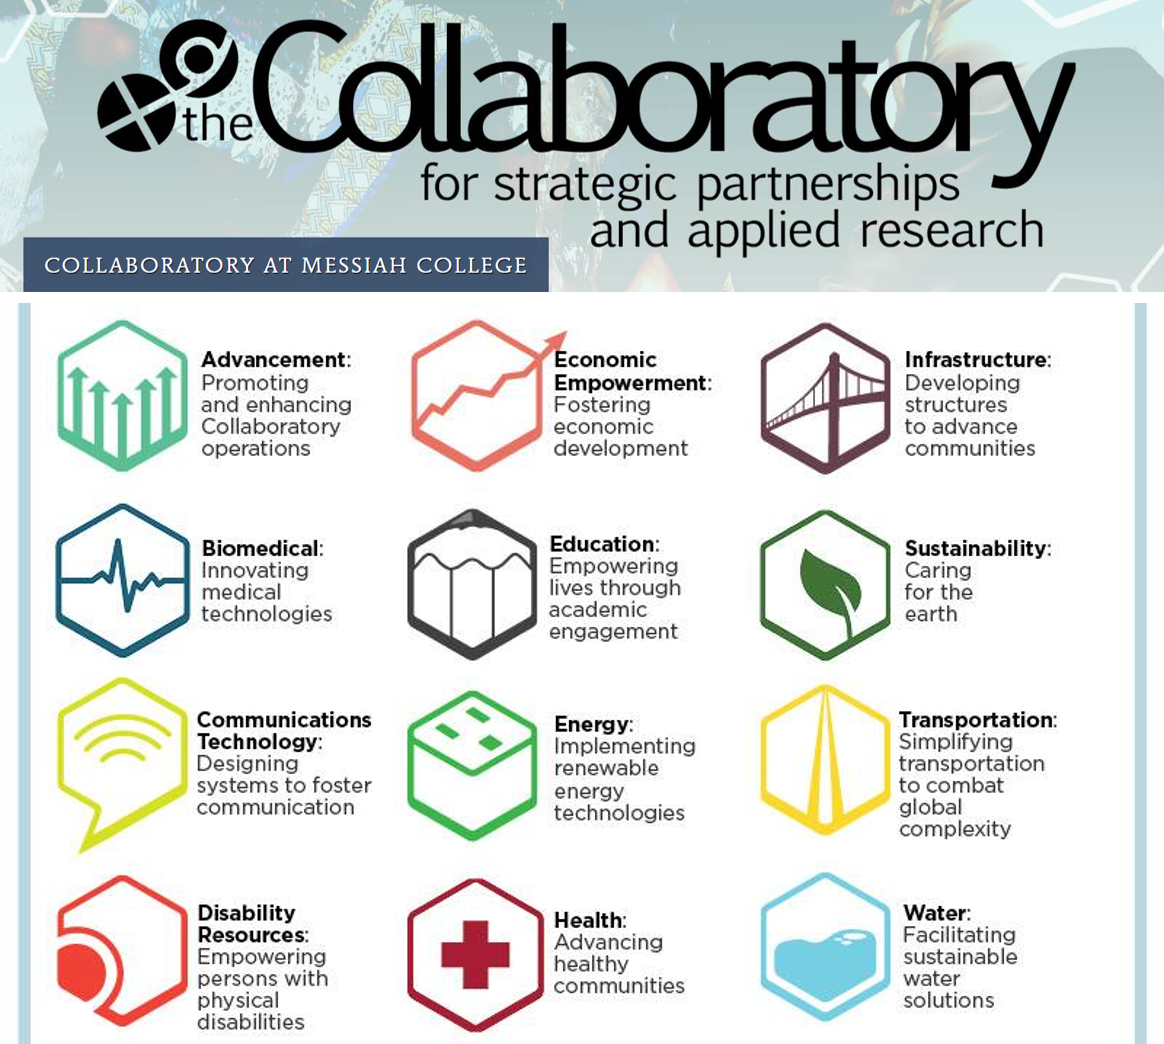 the Collaboratory
for strategic partnerships
and applied research
COLLABORATORY AT MESSIAH COLLEGE
Advancement:
Promoting
and enhancing
Collaboratory
operations
Economic
Empowerment:
Fostering
economic
development
Infrastructure:
Developing
structures
to advance
communities
Biomedical:
Innovating
medical
technologies
Education:
Empowering
lives through
academic
engagement
Sustainability:
Caring
for the
earth
Communications
Technology:
Designing
systems to foster
communication
Energy:
Implementing
renewable
energy
technologies
Transportation:
Simplifying
transportation
to combat
global
complexity
Disability
Resources:
Empowering
persons with
physical
disabilities
Health:
Advancing
healthy
communities
Water:
Facilitating
sustainable
water
solutions